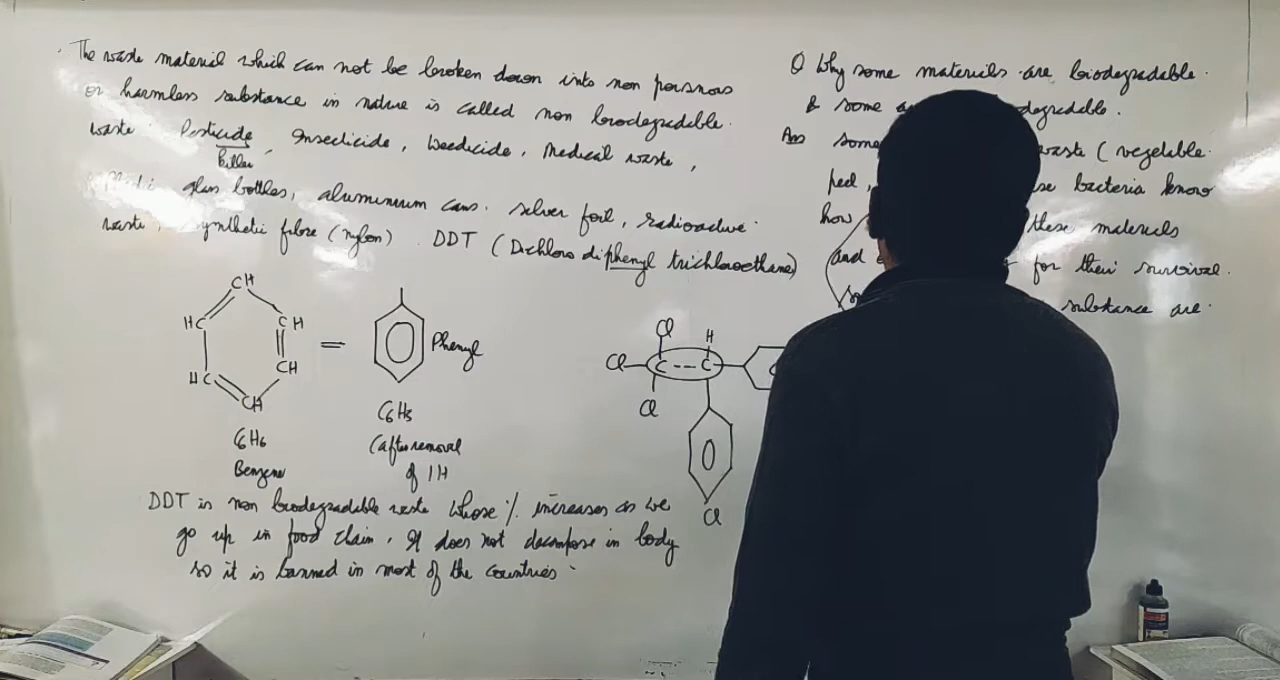 The waste material which can not be broken down into non poisnous
or harmless substance in nature is called non biodegradable
waste. Pesticide, Insecticide, Weedicide, Medical waste,
killer
glass bottles, aluminium cans. silver foil, radioactive
waste, synthetic fibre (nylon). DDT (Dichloro diphenyl trichloroethane)
CH
HC CH
HC CH
CH
=
Phenyl
C6H6
Benzene
C6H5
(after removal
of 1H
Cl H
Cl C --- C
Cl
Cl
DDT is non biodegradable waste whose % increases as we
go up in food chain. It does not decompose in body
so it is banned in most of the countries
Q Why some materials are biodegradable.
& some degradable.
Ans some waste (vegetable
peel, bacteria know
how these materials
and for their survival.
substance are